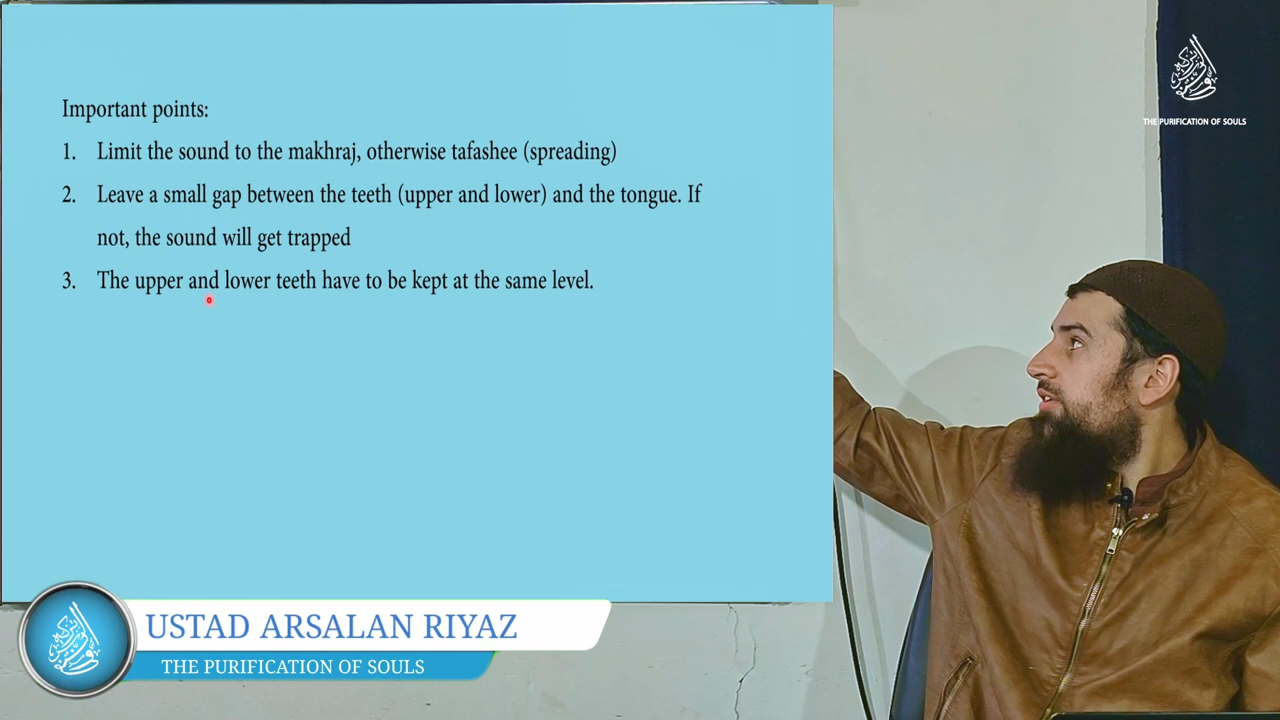 Important points:
1. Limit the sound to the makhraj, otherwise tafashee (spreading)
2. Leave a small gap between the teeth (upper and lower) and the tongue. If
not, the sound will get trapped
3. The upper and lower teeth have to be kept at the same level.
THE PURIFICATION OF SOULS
USTAD ARSALAN RIYAZ
THE PURIFICATION OF SOULS